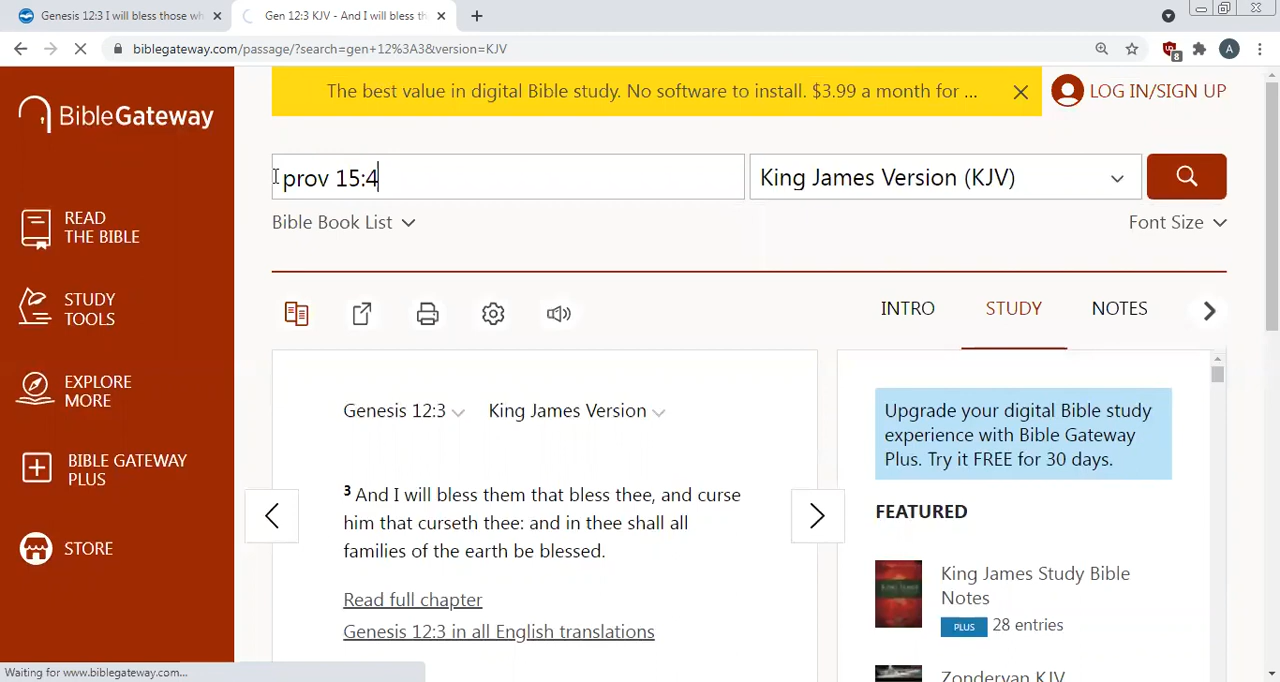 Genesis 12:3 I will bless those wh
Gen 12:3 KJV - And I will bless th
biblegateway.com/passage/?search=gen+12%3A3&version=KJV
8
A
BibleGateway
The best value in digital Bible study. No software to install. $3.99 a month for ...
LOG IN/SIGN UP
prov 15:4
King James Version (KJV)
Bible Book List
Font Size
READ
THE BIBLE
STUDY
TOOLS
EXPLORE
MORE
BIBLE GATEWAY
PLUS
STORE
INTRO
STUDY
NOTES
Genesis 12:3
King James Version
3 And I will bless them that bless thee, and curse
him that curseth thee: and in thee shall all
families of the earth be blessed.
Read full chapter
Genesis 12:3 in all English translations
Upgrade your digital Bible study
experience with Bible Gateway
Plus. Try it FREE for 30 days.
FEATURED
King James Study Bible
Notes
PLUS
28 entries
Zondervan KJV
Waiting for www.biblegateway.com...